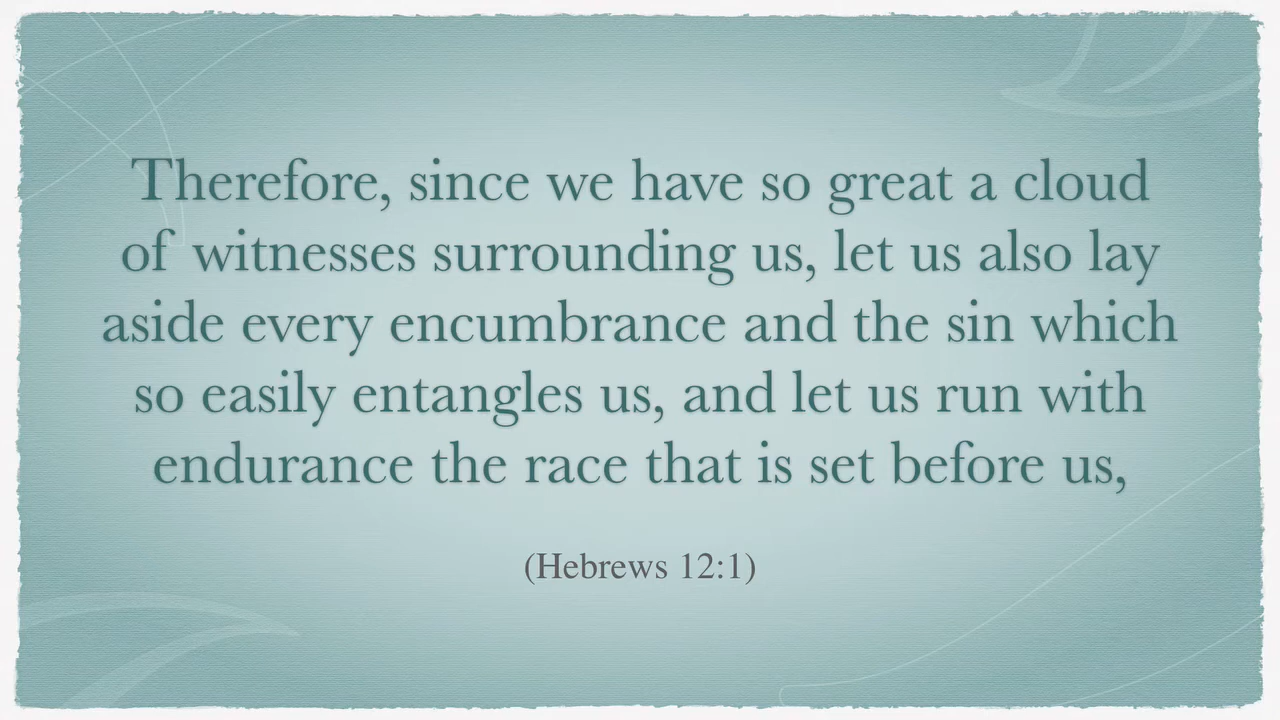 Therefore, since we have so great a cloud
of witnesses surrounding us, let us also lay
aside every encumbrance and the sin which
so easily entangles us, and let us run with
endurance the race that is set before us,
(Hebrews 12:1)